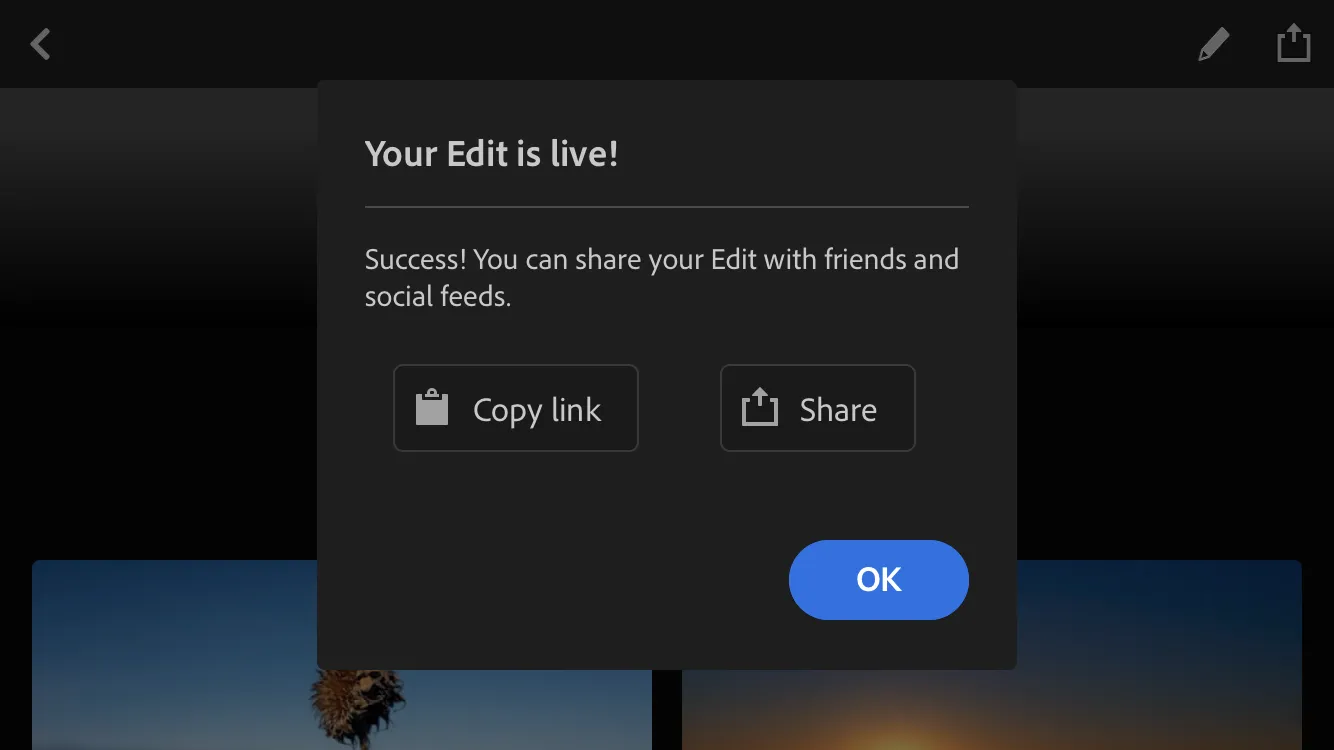 Your Edit is live!
Success! You can share your Edit with friends and
social feeds.
Copy link
Share
OK